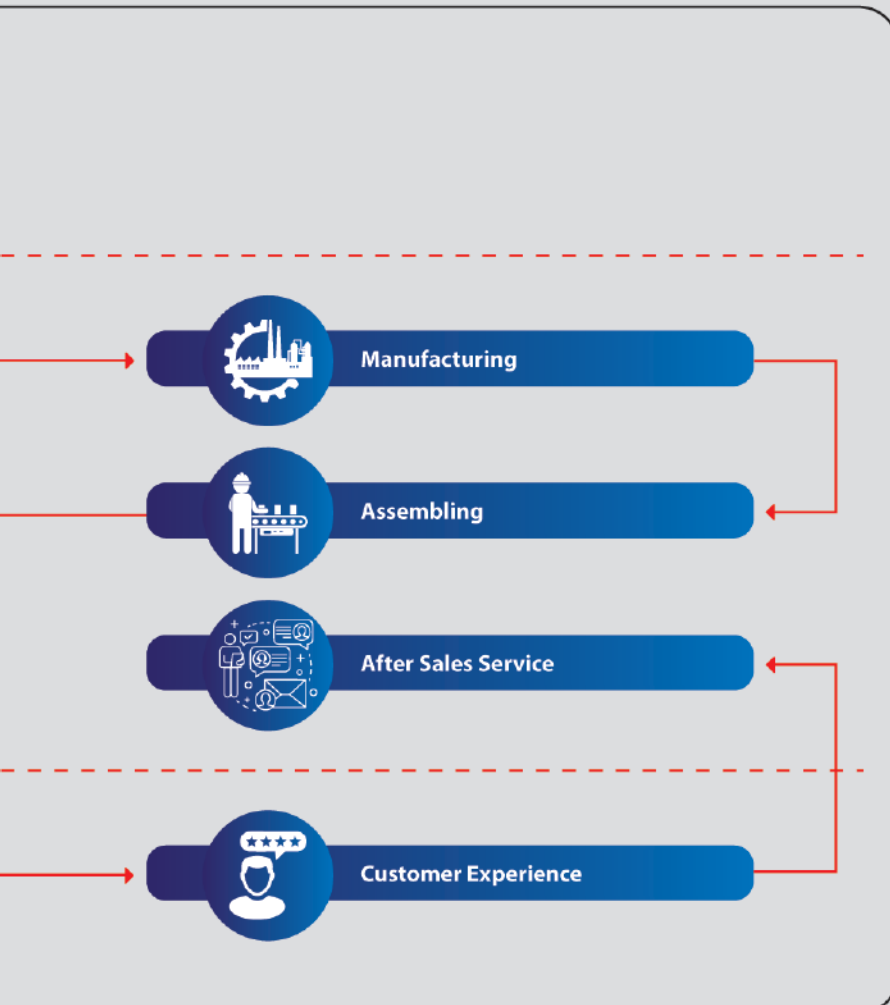 Manufacturing
Assembling
After Sales Service
Customer Experience